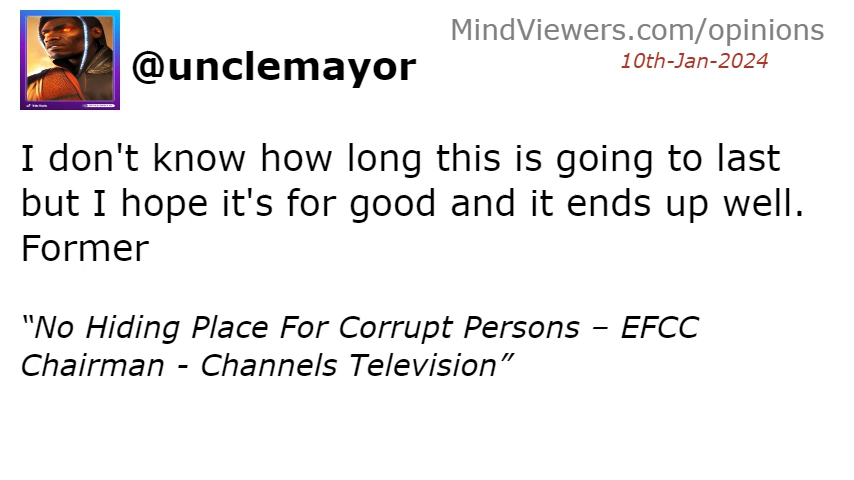 MindViewers.com/opinions
10th-Jan-2024
@unclemayor
I don't know how long this is going to last
but I hope it's for good and it ends up well.
Former
“No Hiding Place For Corrupt Persons – EFCC
Chairman - Channels Television”